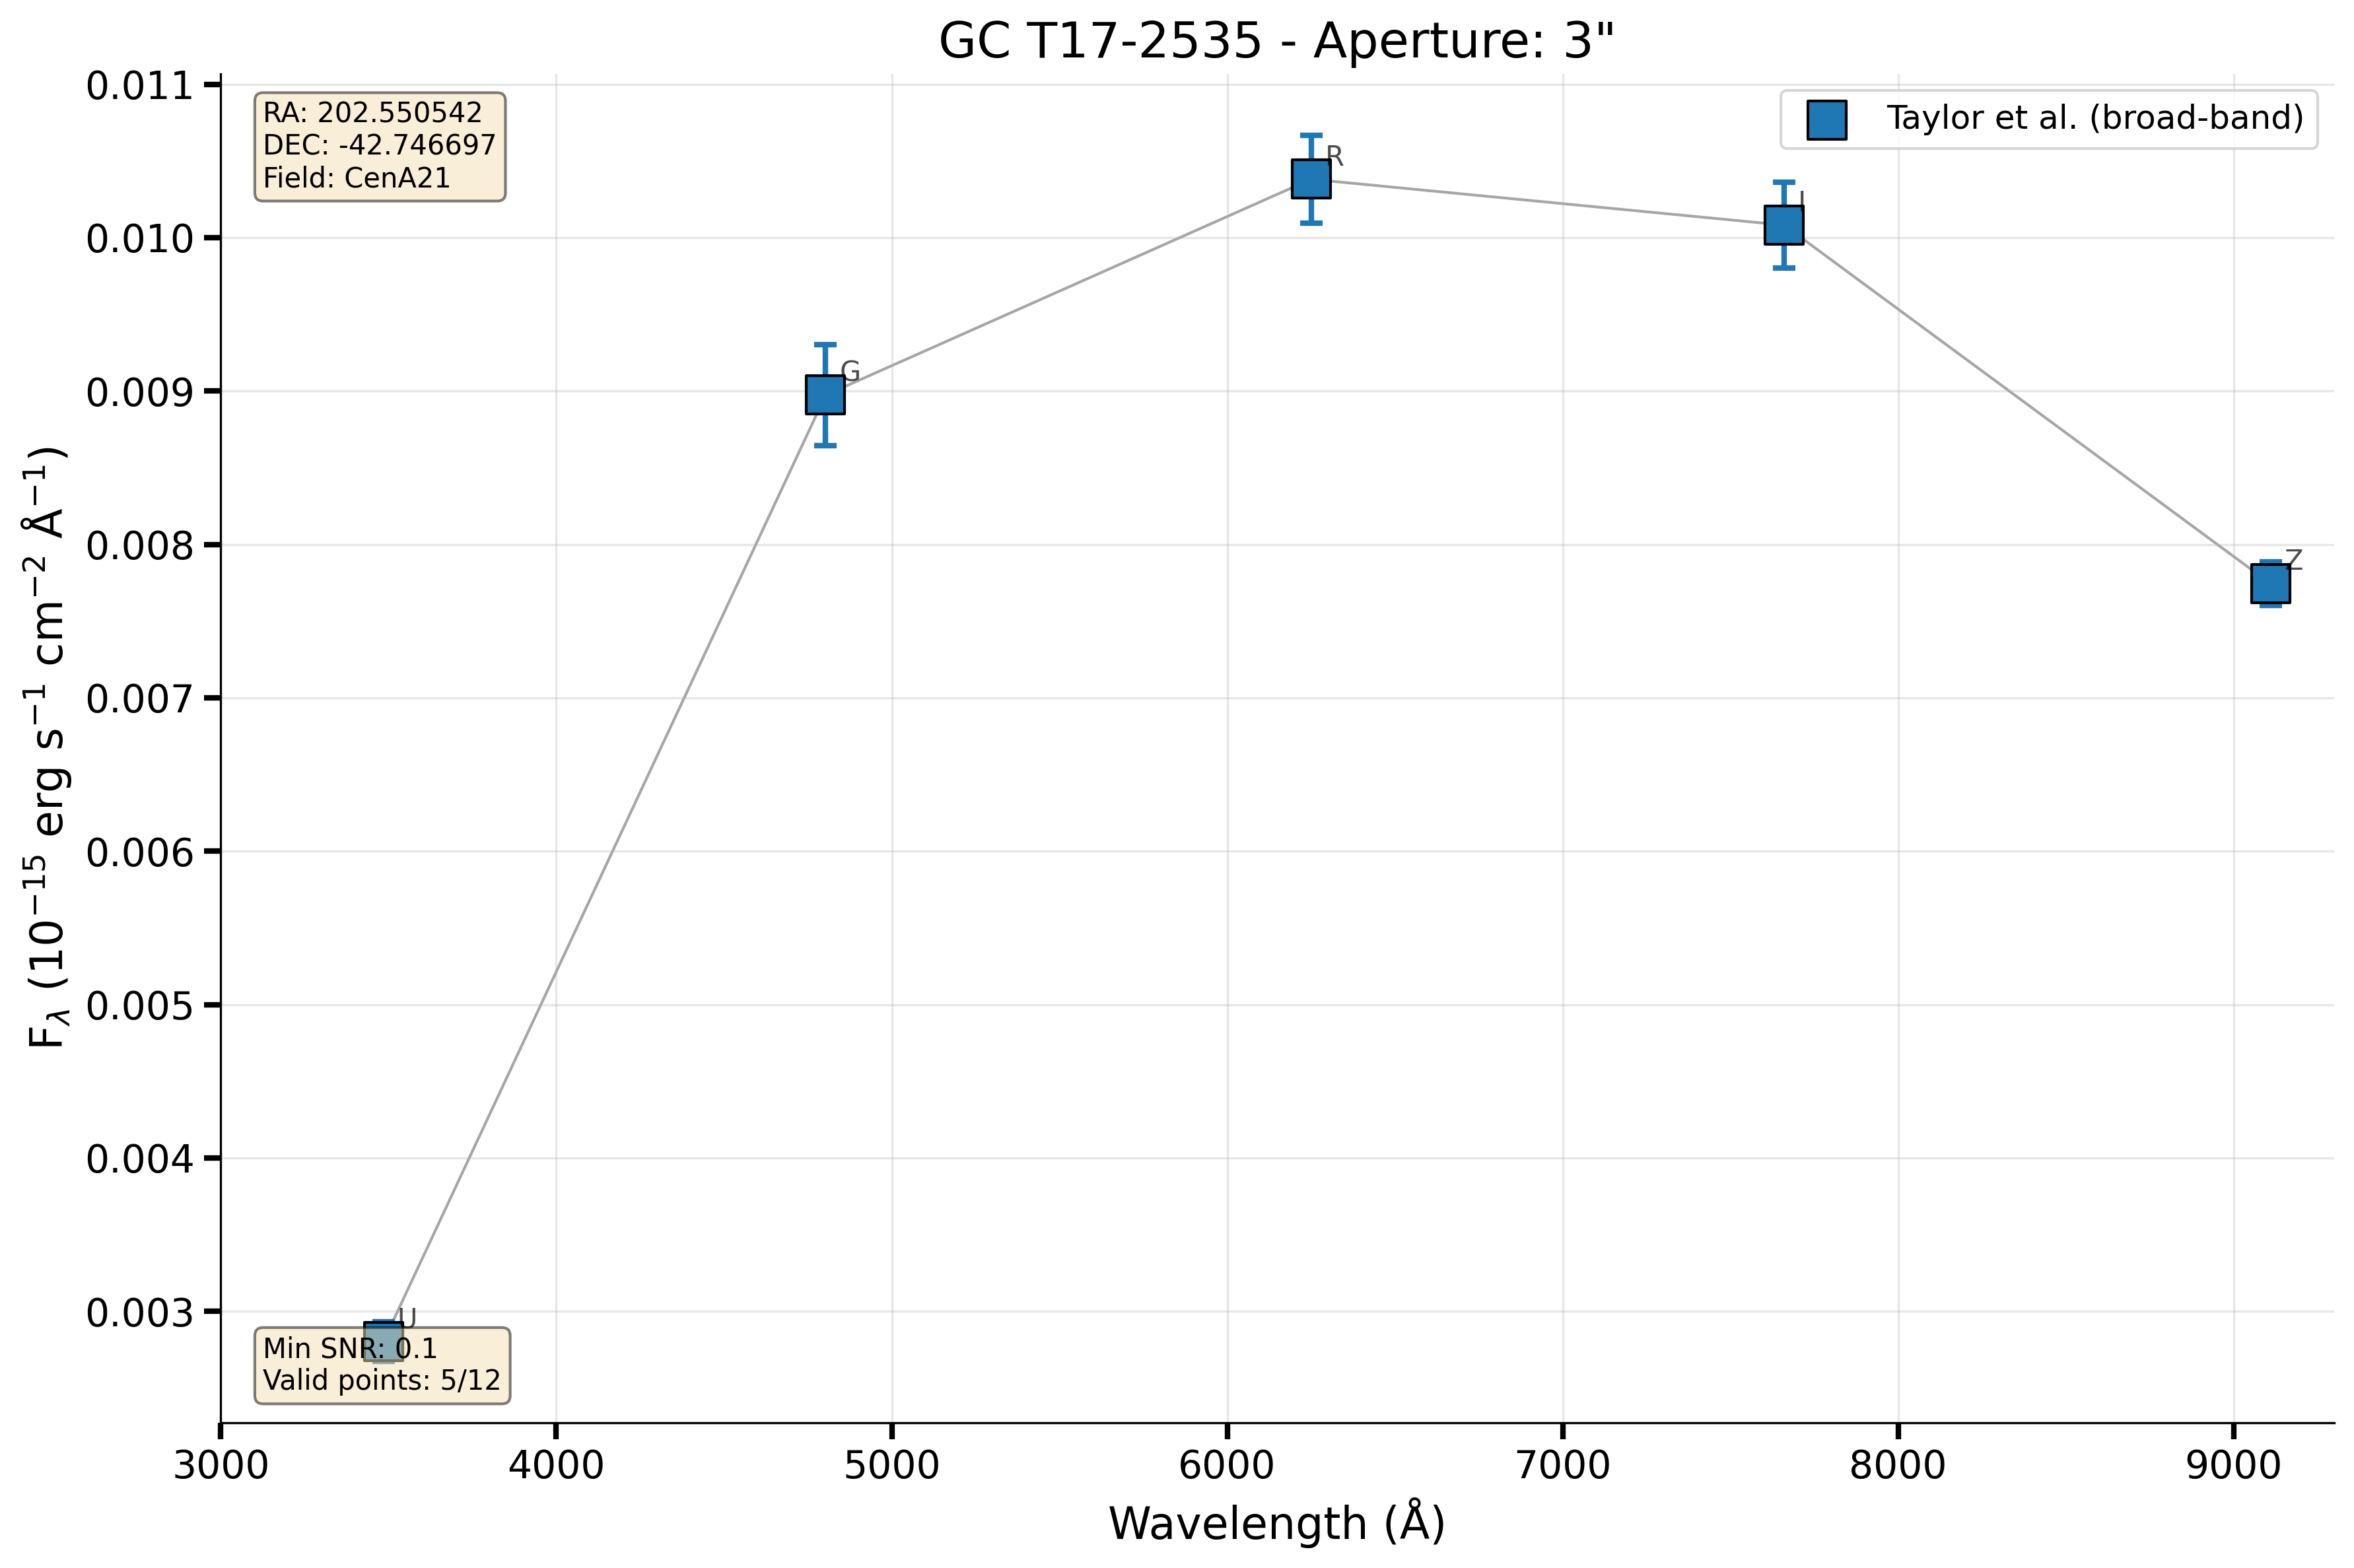 GC T17-2535 - Aperture: 3"
RA: 202.550542
DEC: -42.746697
Field: CenA21
Taylor et al. (broad-band)
R
I
G
Z
U
Min SNR: 0.1
Valid points: 5/12
0.011
0.010
0.009
0.008
0.007
0.006
0.005
0.004
0.003
F_λ (10⁻¹⁵ erg s⁻¹ cm⁻² Å⁻¹)
3000 4000 5000 6000 7000 8000 9000
Wavelength (Å)